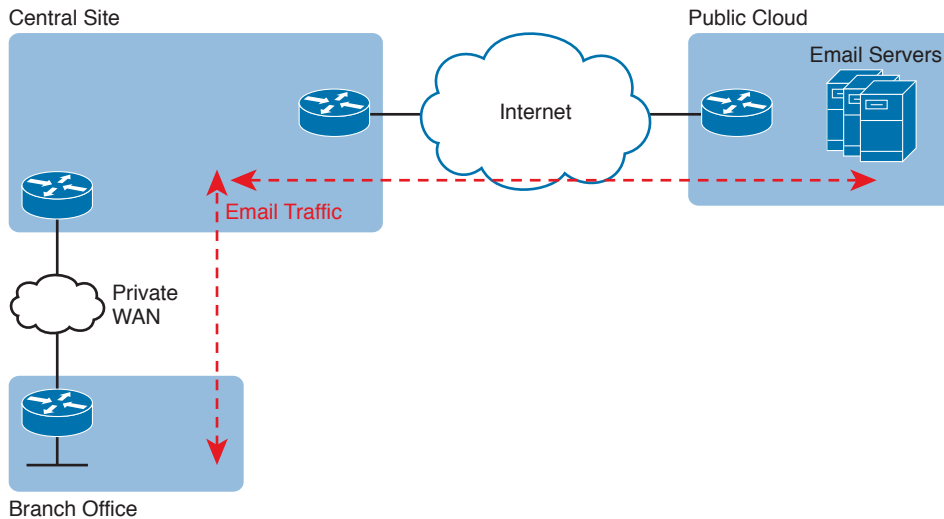 Central Site
Public Cloud
Email Servers
Internet
Email Traffic
Private
WAN
Branch Office